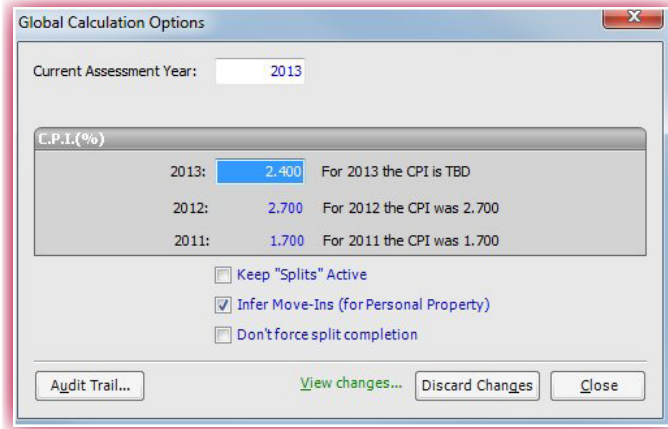 Global Calculation Options
Current Assessment Year: 2013
C.P.I.(%)
2013: 2.400 For 2013 the CPI is TBD
2012: 2.700 For 2012 the CPI was 2.700
2011: 1.700 For 2011 the CPI was 1.700
Keep "Splits" Active
Infer Move-Ins (for Personal Property)
Don't force split completion
Audit Trail... View changes... Discard Changes Close